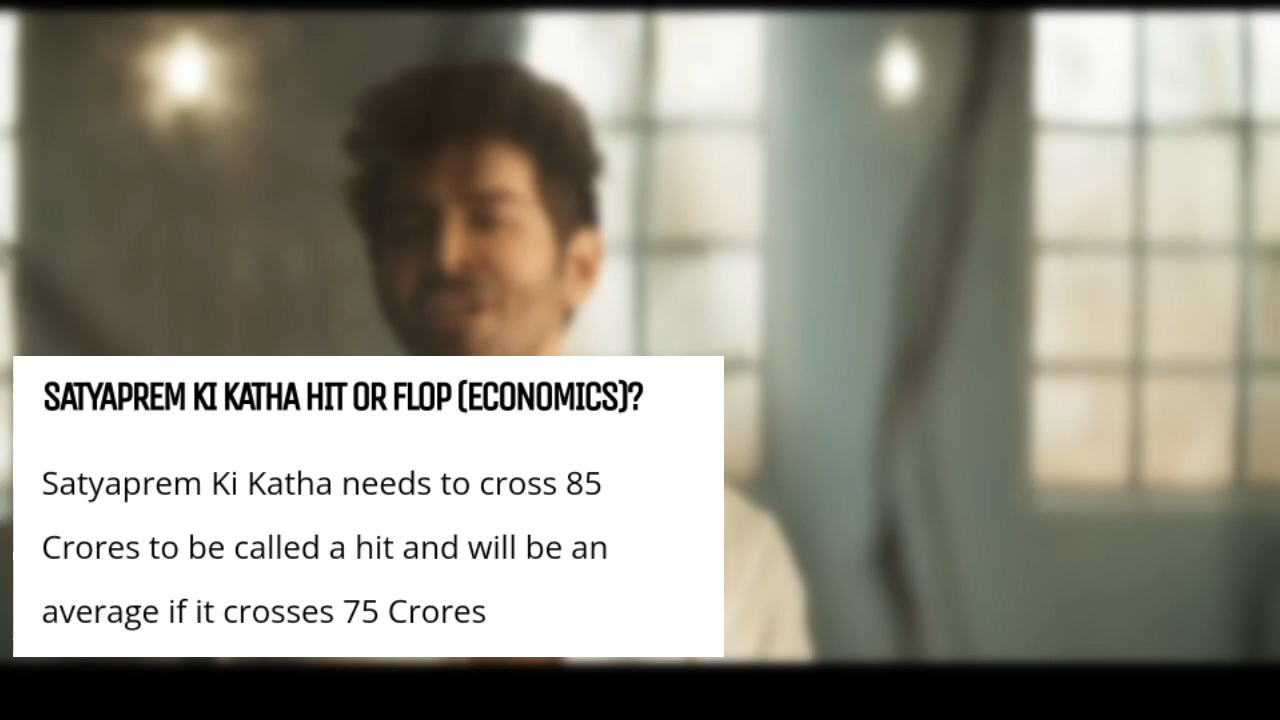 SATYAPREM KI KATHA HIT OR FLOP (ECONOMICS)?
Satyaprem Ki Katha needs to cross 85
Crores to be called a hit and will be an
average if it crosses 75 Crores